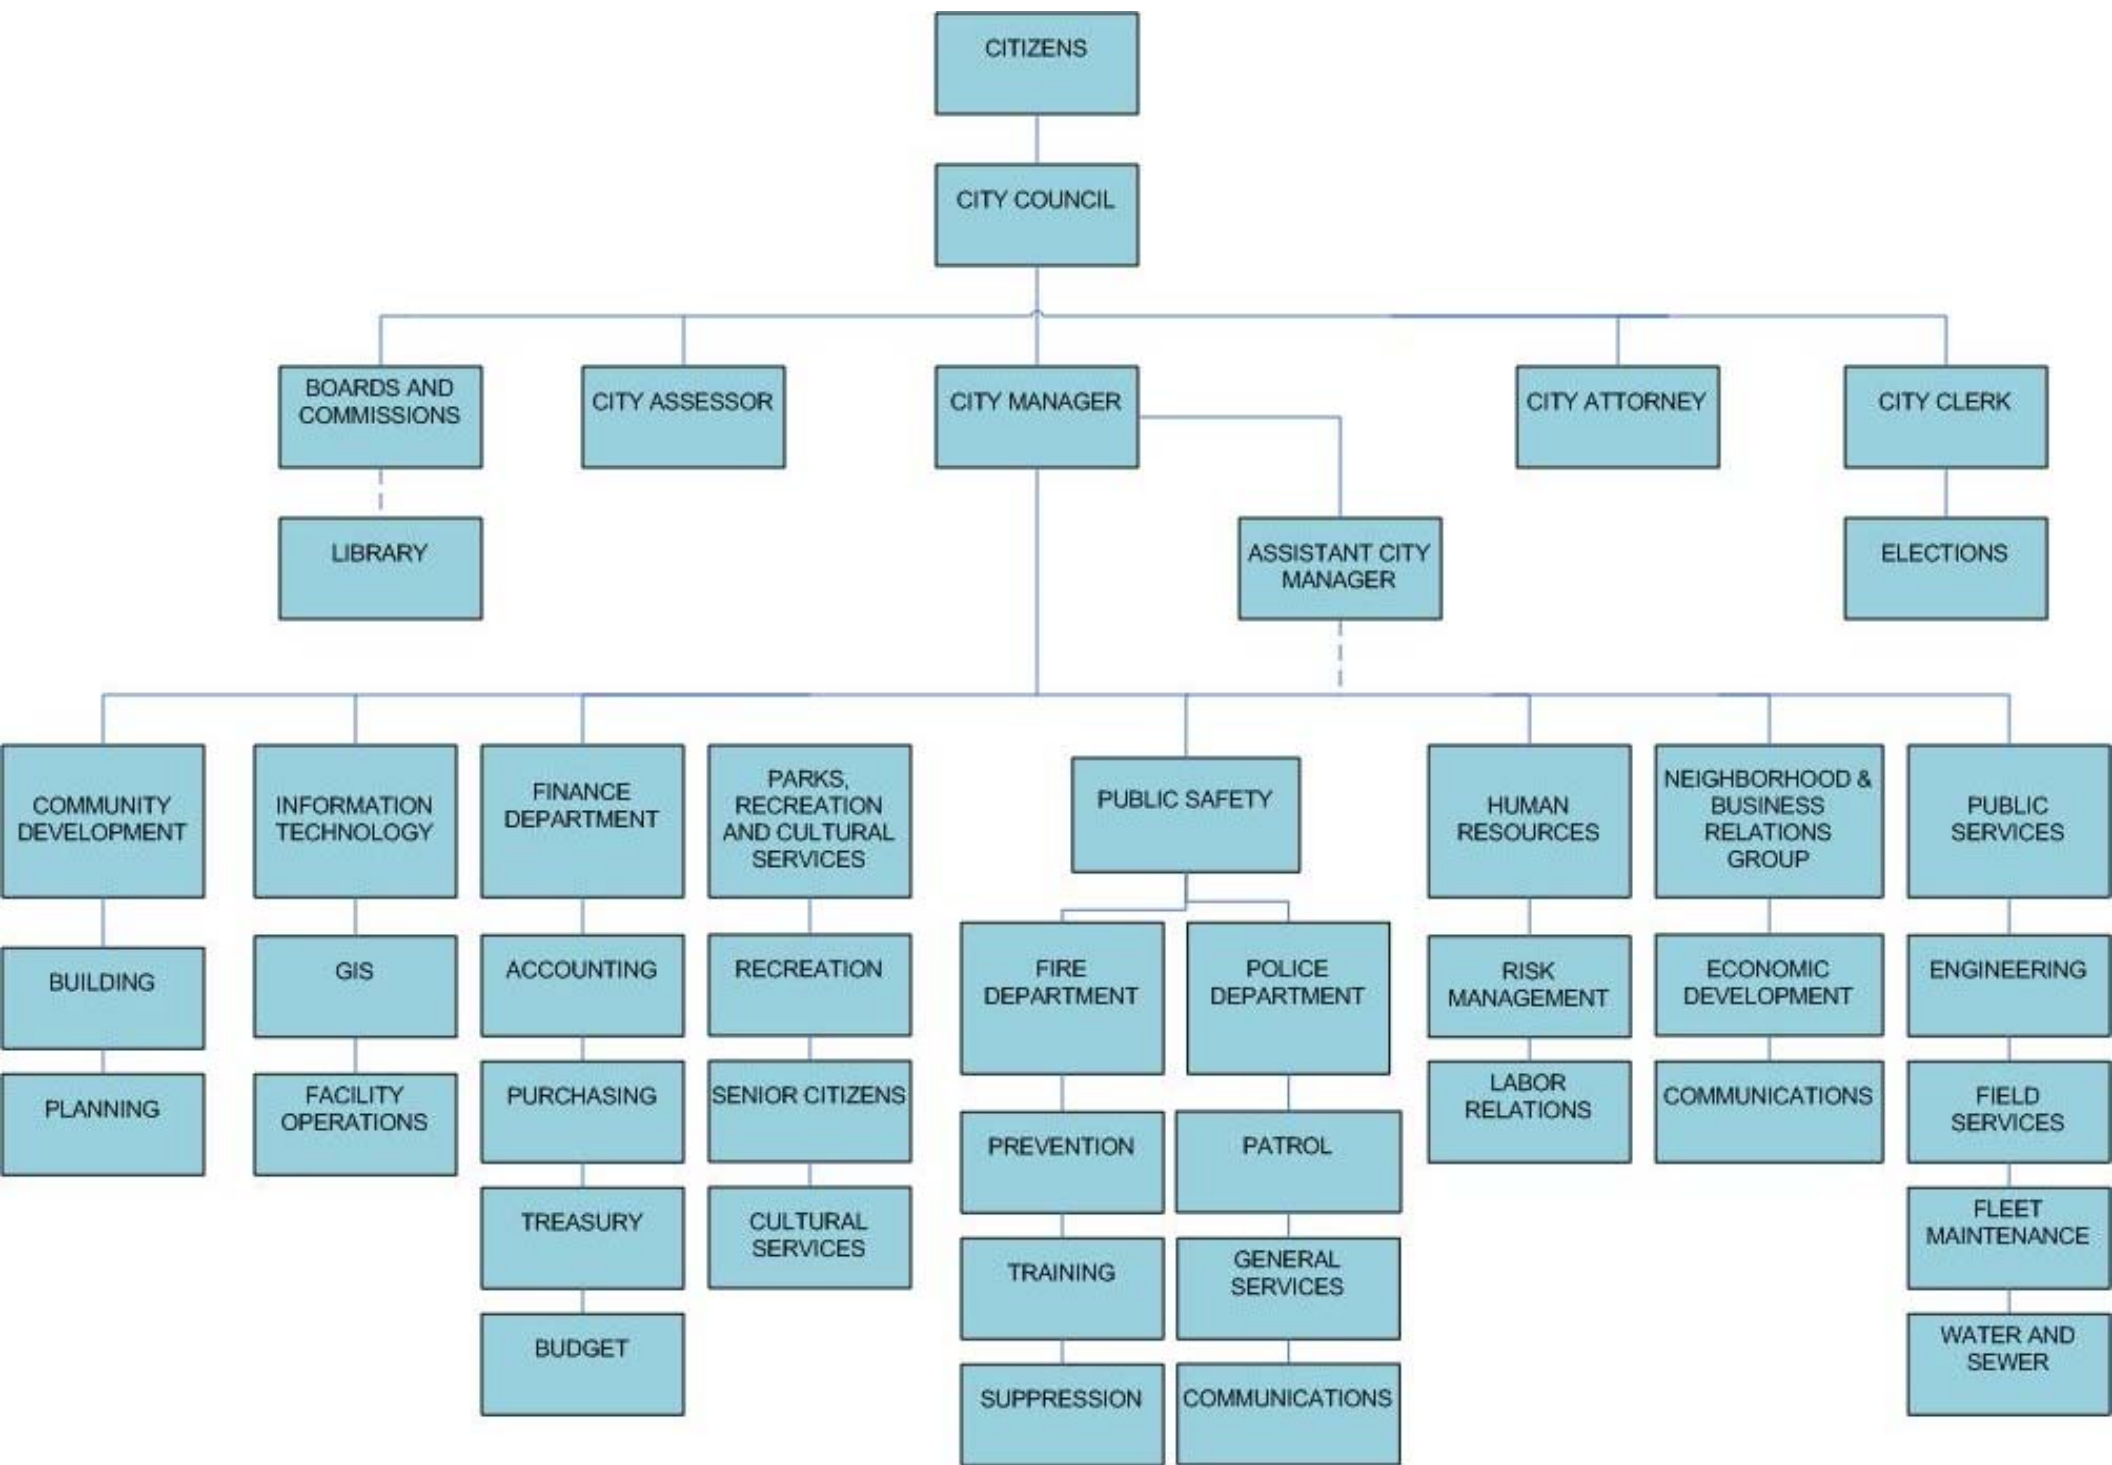 CITIZENS
CITY COUNCIL
BOARDS AND
COMMISSIONS
CITY ASSESSOR
CITY MANAGER
CITY ATTORNEY
CITY CLERK
LIBRARY
ASSISTANT CITY
MANAGER
ELECTIONS
COMMUNITY
DEVELOPMENT
INFORMATION
TECHNOLOGY
FINANCE
DEPARTMENT
PARKS,
RECREATION
AND CULTURAL
SERVICES
PUBLIC SAFETY
HUMAN
RESOURCES
NEIGHBORHOOD &
BUSINESS
RELATIONS
GROUP
PUBLIC
SERVICES
BUILDING
PLANNING
GIS
FACILITY
OPERATIONS
ACCOUNTING
PURCHASING
TREASURY
BUDGET
RECREATION
SENIOR CITIZENS
CULTURAL
SERVICES
FIRE
DEPARTMENT
PREVENTION
TRAINING
SUPPRESSION
POLICE
DEPARTMENT
PATROL
GENERAL
SERVICES
COMMUNICATIONS
RISK
MANAGEMENT
LABOR
RELATIONS
ECONOMIC
DEVELOPMENT
COMMUNICATIONS
ENGINEERING
FIELD
SERVICES
FLEET
MAINTENANCE
WATER AND
SEWER